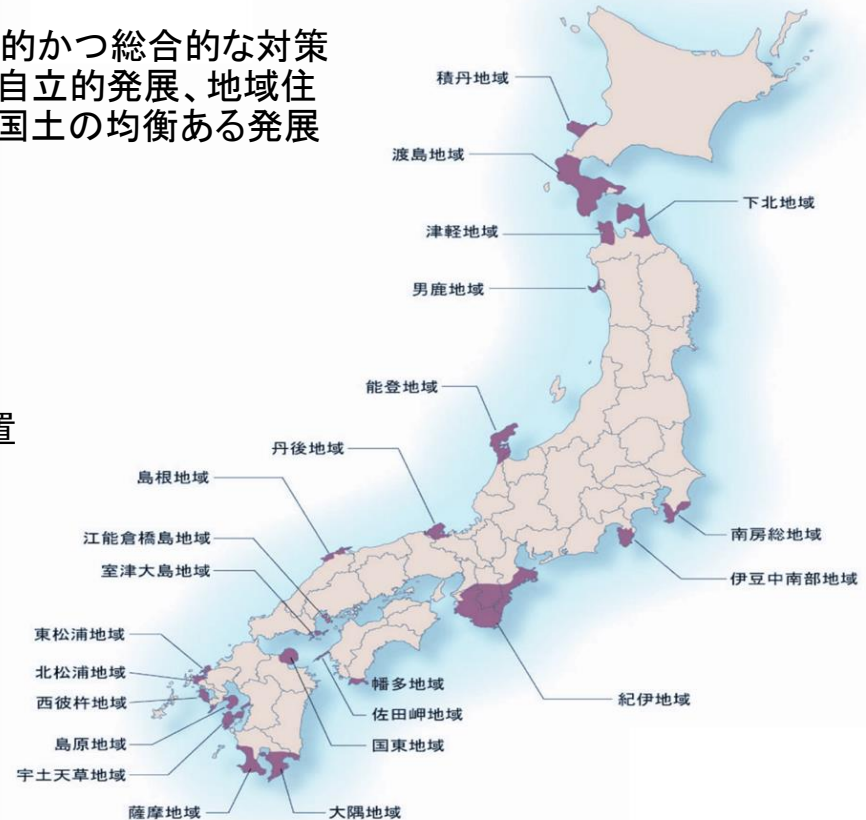 的かつ総合的な対策
自立的発展、地域住
国土の均衡ある発展
置
積丹地域
渡島地域
下北地域
津軽地域
男鹿地域
能登地域
丹後地域
島根地域
江能倉橋島地域
室津大島地域
南房総地域
伊豆中南部地域
東松浦地域
北松浦地域
西彼杵地域
島原地域
宇土天草地域
幡多地域
佐田岬地域
国東地域
紀伊地域
薩摩地域
大隅地域